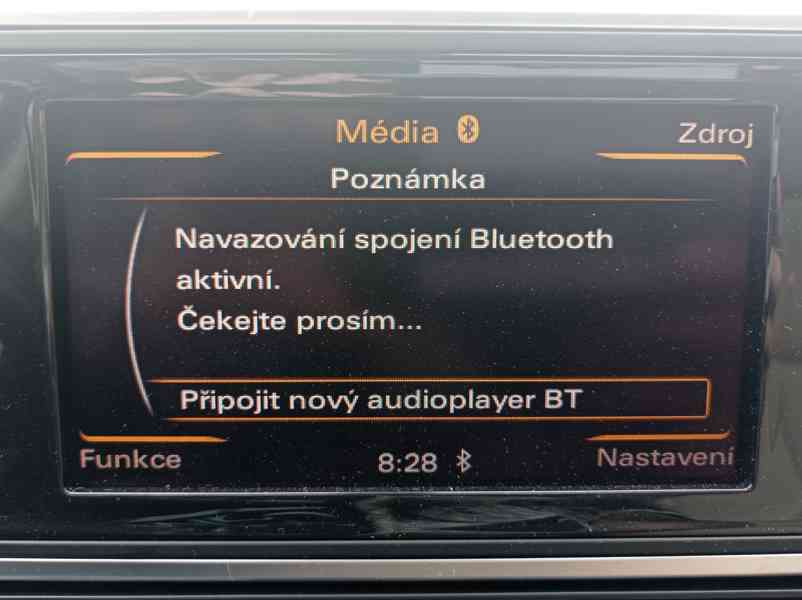 Média
Zdroj
Poznámka
Navazování spojení Bluetooth
aktivní.
Čekejte prosím...
Připojit nový audioplayer BT
Funkce
8:28
Nastavení